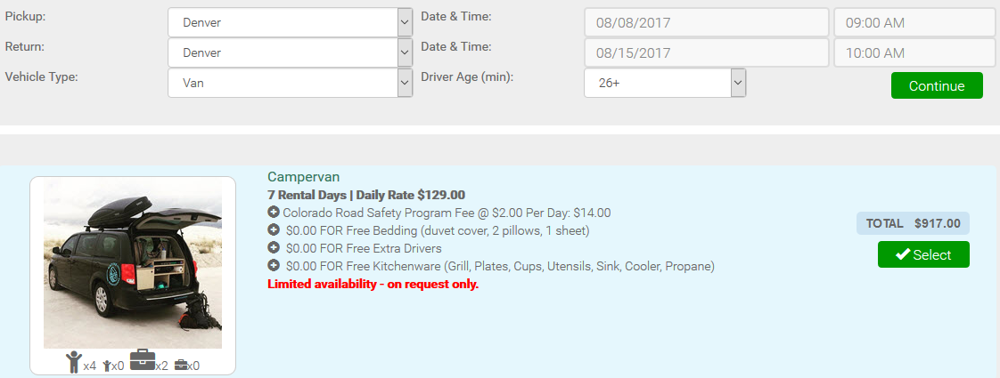 Pickup: Denver Date & Time: 08/08/2017 09:00 AM
Return: Denver Date & Time: 08/15/2017 10:00 AM
Vehicle Type: Van Driver Age (min): 26+ Continue
Campervan
7 Rental Days | Daily Rate $129.00
Colorado Road Safety Program Fee @ $2.00 Per Day: $14.00
$0.00 FOR Free Bedding (duvet cover, 2 pillows, 1 sheet)
$0.00 FOR Free Extra Drivers
$0.00 FOR Free Kitchenware (Grill, Plates, Cups, Utensils, Sink, Cooler, Propane)
Limited availability - on request only.
TOTAL $917.00
Select
x4 x0 x2 x0